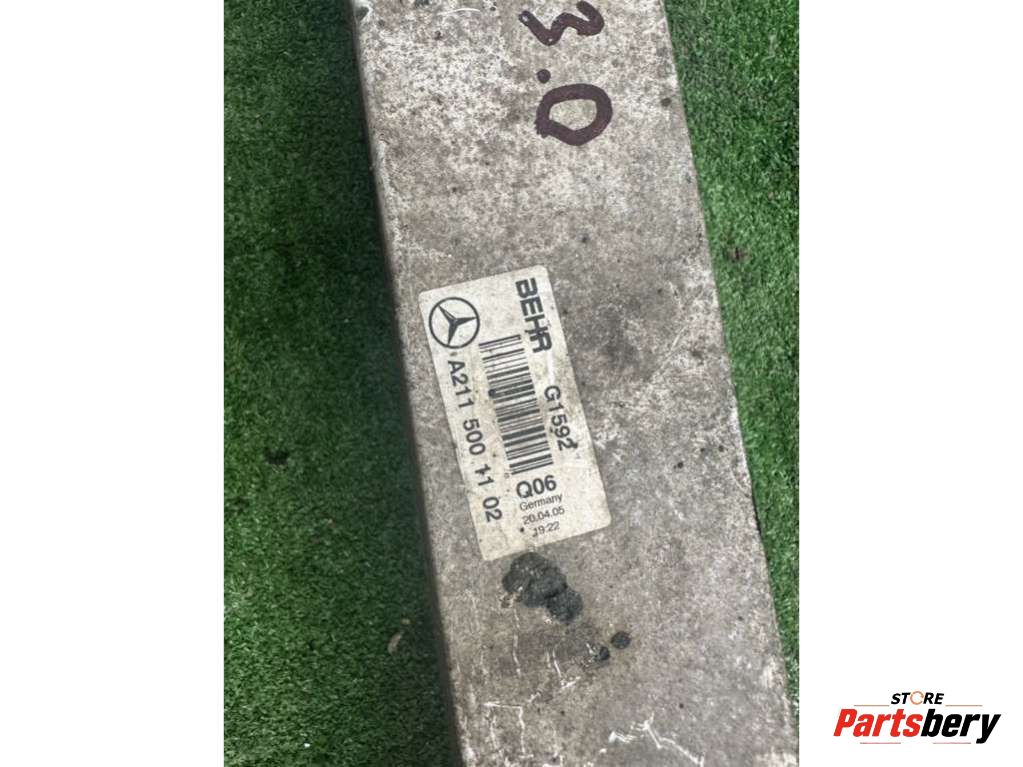 3.0
BEHR G1592
A211 500 11 02
Q06
Germany
20.04.05
19:22
STORE
Partsbery